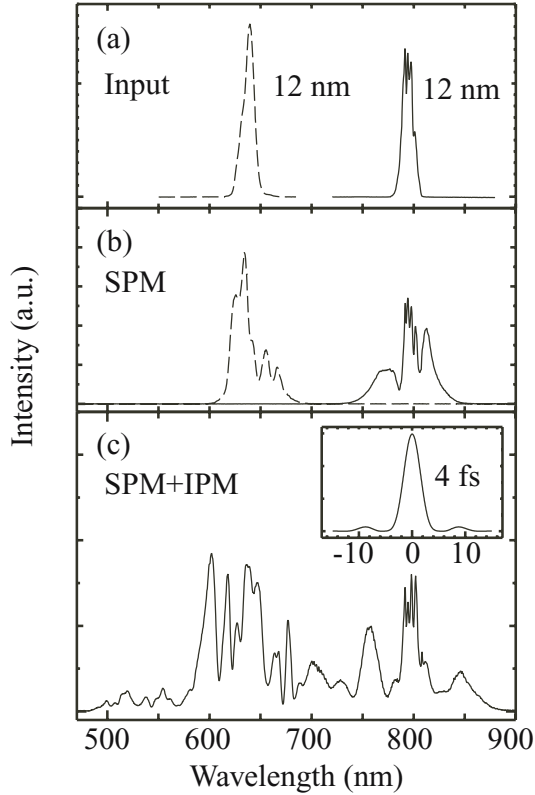 (a)
Input
12 nm
12 nm
(b)
SPM
Intensity (a.u.)
(c)
SPM+IPM
4 fs
-10 0 10
500 600 700 800 900
Wavelength (nm)